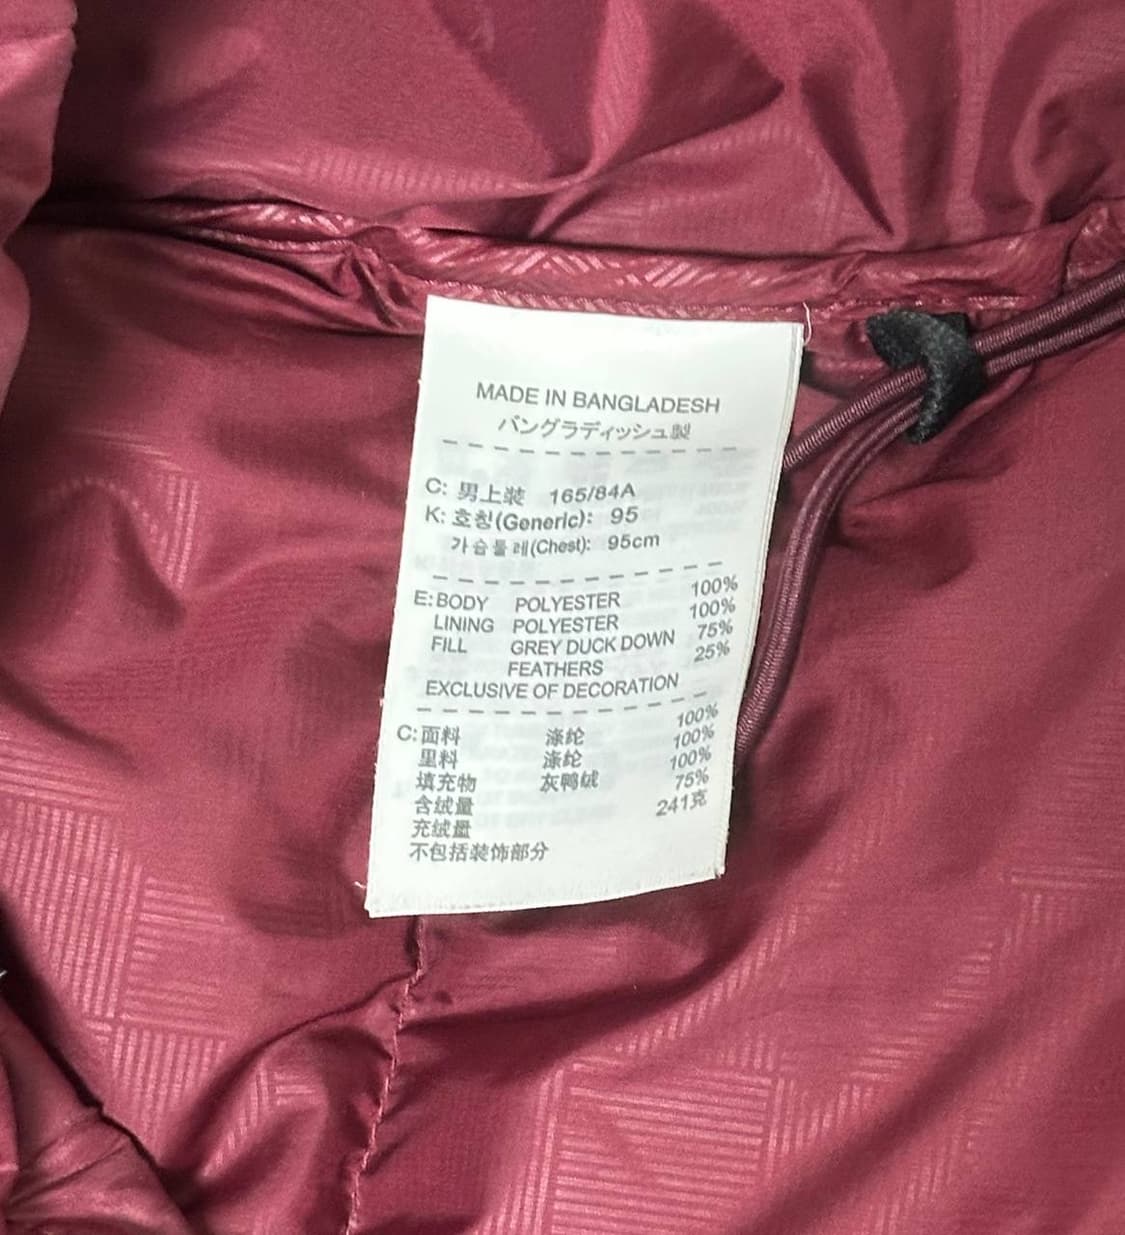 MADE IN BANGLADESH
バングラディッシュ製
C: 男上装 165/84A
K: 호칭(Generic): 95
가슴둘레(Chest): 95cm
E: BODY POLYESTER 100%
LINING POLYESTER 100%
FILL GREY DUCK DOWN 75%
FEATHERS 25%
EXCLUSIVE OF DECORATION
C: 面料 涤纶 100%
里料 涤纶 100%
填充物 灰鸭绒 100%
含绒量 75%
充绒量 241克
不包括装饰部分